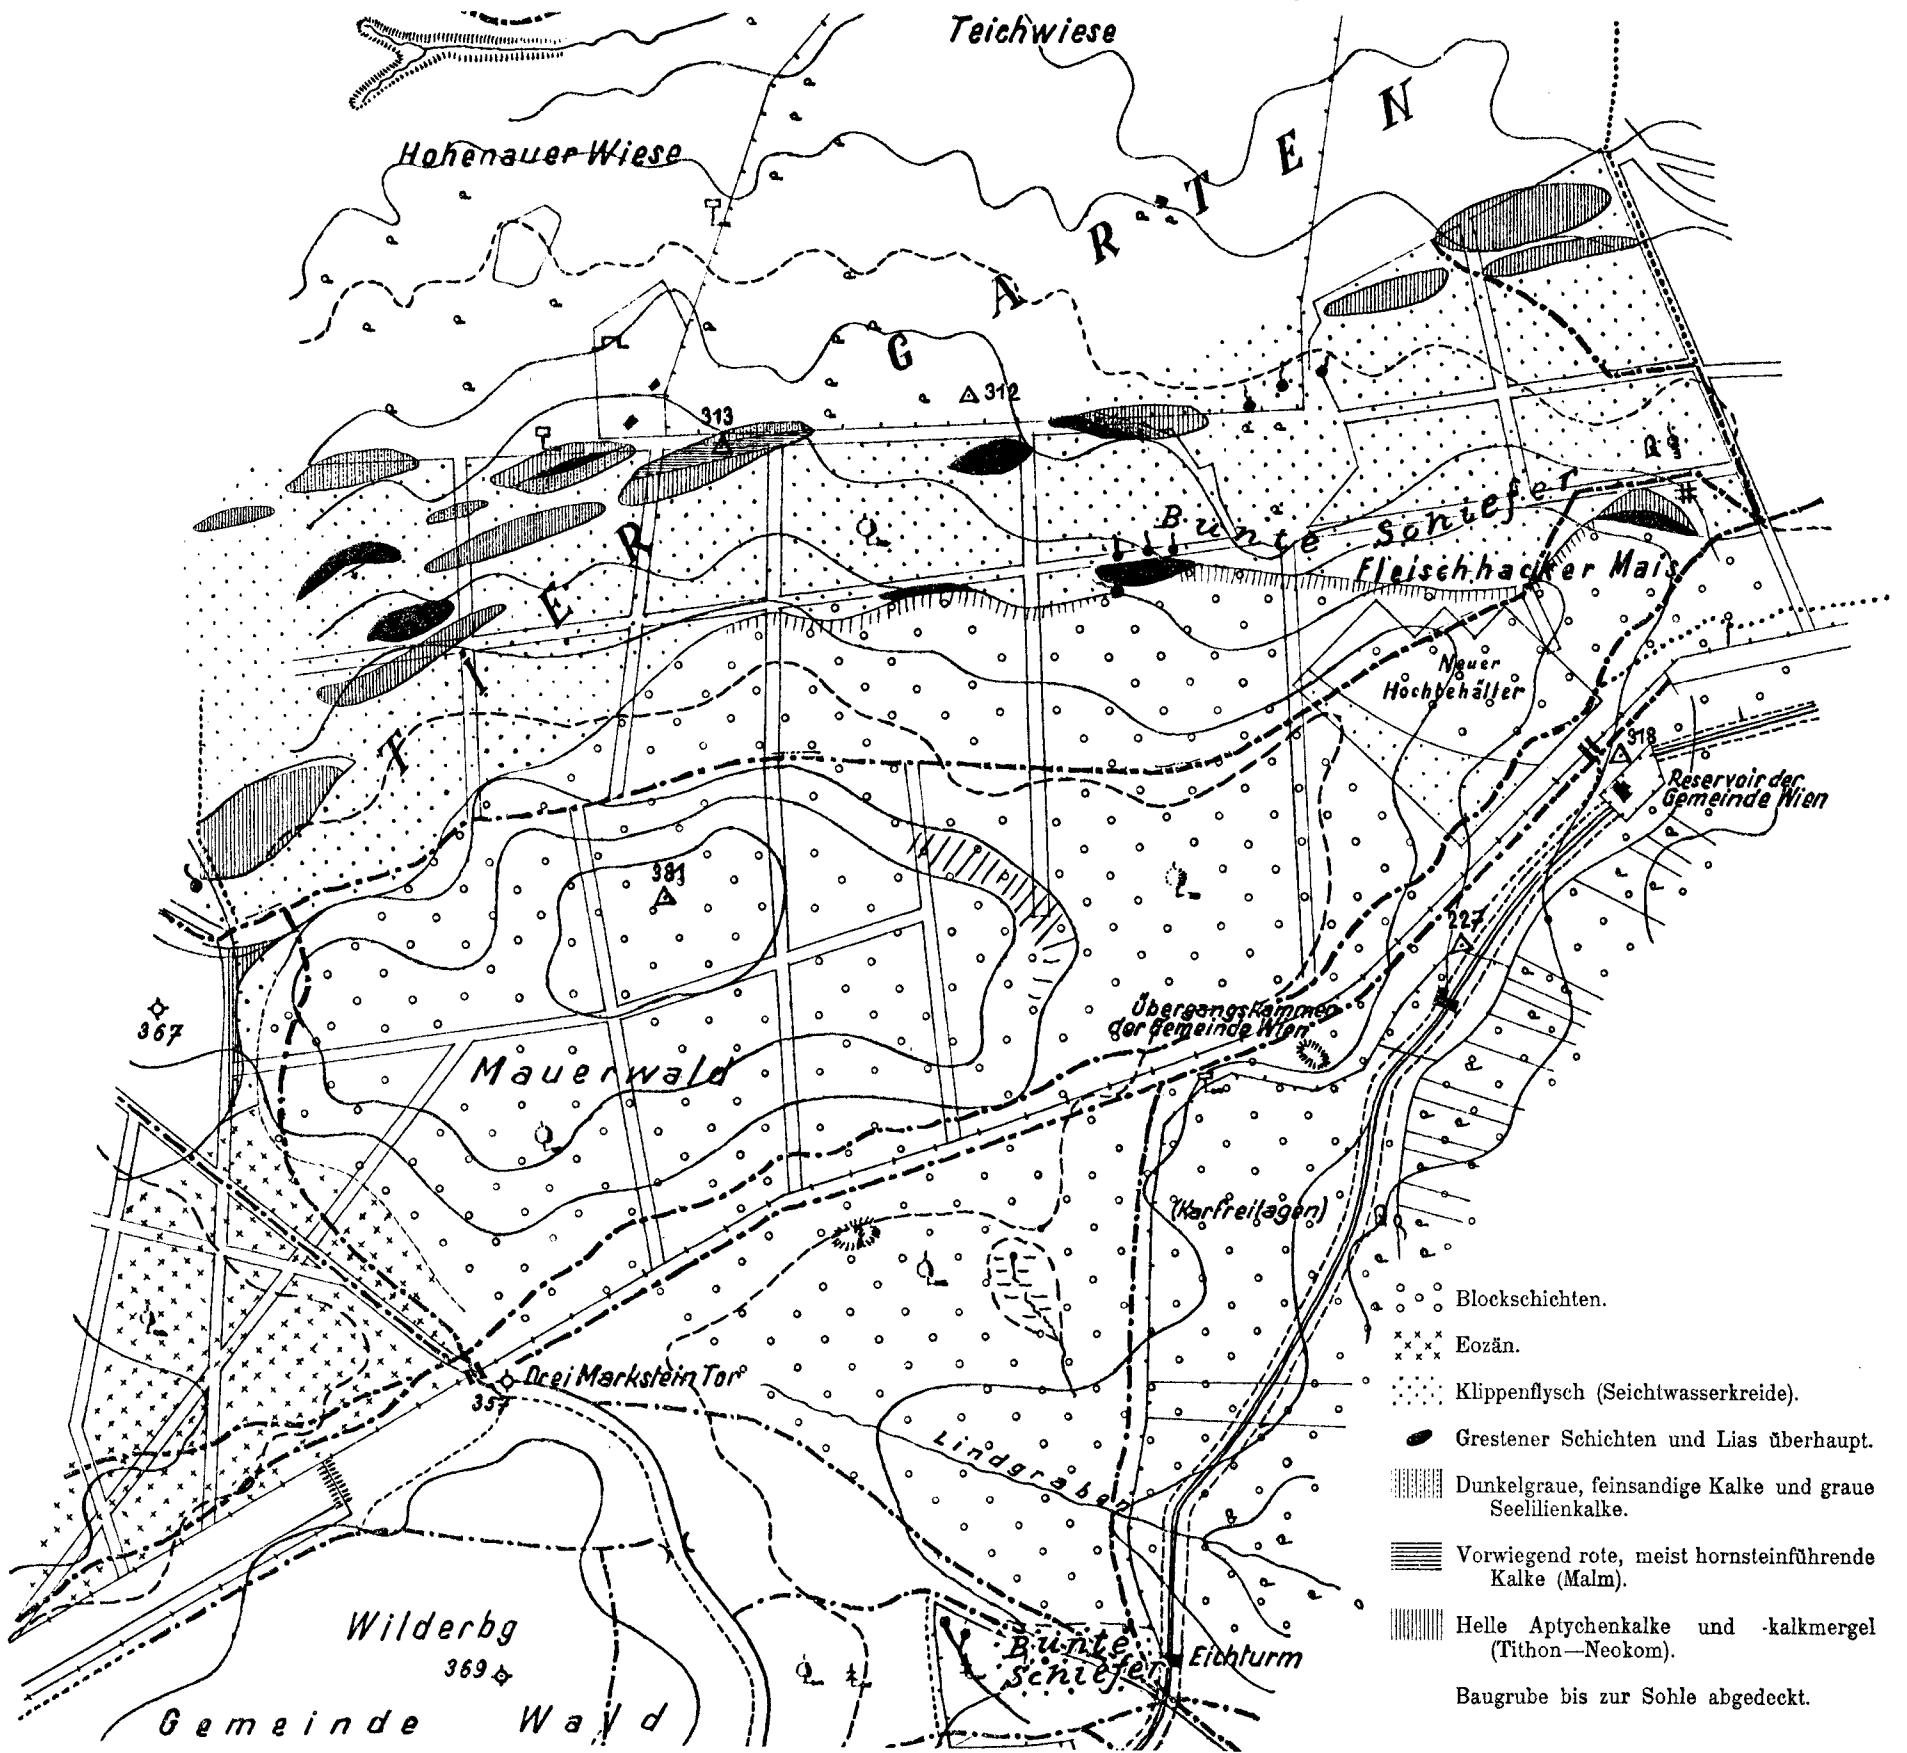 Teichwiese
Hohenauer Wiese
TIERGARTEN
313
312
Bunte Schiefer
Fleischhacker Mais
Neuer
Hochbehälter
318
Reservoir der
Gemeinde Wien
381
227
367
Übergangskammer
der Gemeinde Wien
Mauerwald
(Karfreitagen)
Drei Markstein Tor
357
Lindgraben
Wilderbg
369
Gemeinde Wald
Bunte
Schiefer
Eichturm
Blockschichten.
Eozän.
Klippenflysch (Seichtwasserkreide).
Grestener Schichten und Lias überhaupt.
Dunkelgraue, feinsandige Kalke und graue
Seelilienkalke.
Vorwiegend rote, meist hornsteinführende
Kalke (Malm).
Helle Aptychenkalke und -kalkmergel
(Tithon—Neokom).
Baugrube bis zur Sohle abgedeckt.